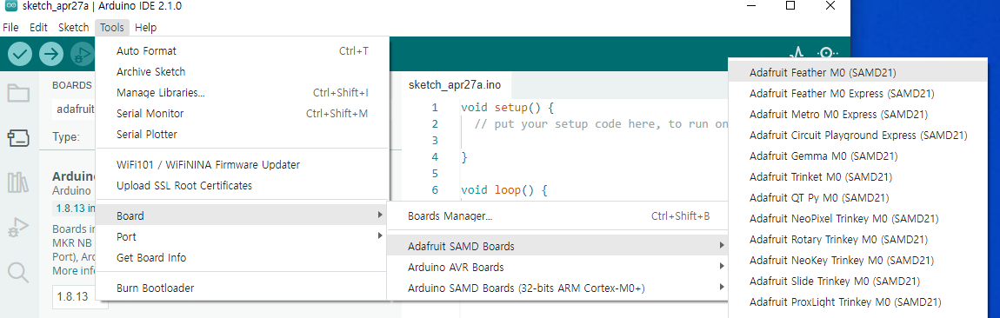 sketch_apr27a | Arduino IDE 2.1.0
File Edit Sketch Tools Help
Auto Format Ctrl+T
Archive Sketch
Manage Libraries... Ctrl+Shift+I
Serial Monitor Ctrl+Shift+M
Serial Plotter
WiFi101 / WiFiNINA Firmware Updater
Upload SSL Root Certificates
Board
Port
Get Board Info
Burn Bootloader
BOARDS
adafruit
Type:
Arduin
Arduino
1.8.13 in
Boards in
MKR NB
Port), Ard
More info
1.8.13
sketch_apr27a.ino
1 void setup() {
2 // put your setup code here, to run on
3
4 }
5
6 void loop() {
Boards Manager... Ctrl+Shift+B
Adafruit SAMD Boards
Arduino AVR Boards
Arduino SAMD Boards (32-bits ARM Cortex-M0+)
Adafruit Feather M0 (SAMD21)
Adafruit Feather M0 Express (SAMD21)
Adafruit Metro M0 Express (SAMD21)
Adafruit Circuit Playground Express (SAMD21)
Adafruit Gemma M0 (SAMD21)
Adafruit Trinket M0 (SAMD21)
Adafruit QT Py M0 (SAMD21)
Adafruit NeoPixel Trinkey M0 (SAMD21)
Adafruit Rotary Trinkey M0 (SAMD21)
Adafruit NeoKey Trinkey M0 (SAMD21)
Adafruit Slide Trinkey M0 (SAMD21)
Adafruit ProxLight Trinkey M0 (SAMD21)